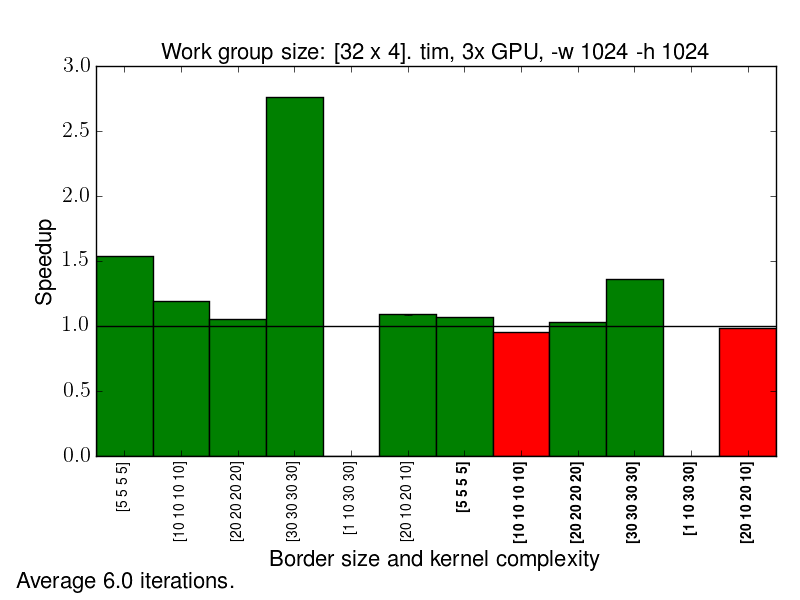 Work group size: [32 x 4]. tim, 3x GPU, -w 1024 -h 1024
3.0
2.5
2.0
1.5
1.0
0.5
0.0
Speedup
[5 5 5 5]
[10 10 10 10]
[20 20 20 20]
[30 30 30 30]
[1 10 30 30]
[20 10 20 10]
[5 5 5 5]
[10 10 10 10]
[20 20 20 20]
[30 30 30 30]
[1 10 30 30]
[20 10 20 10]
Border size and kernel complexity
Average 6.0 iterations.